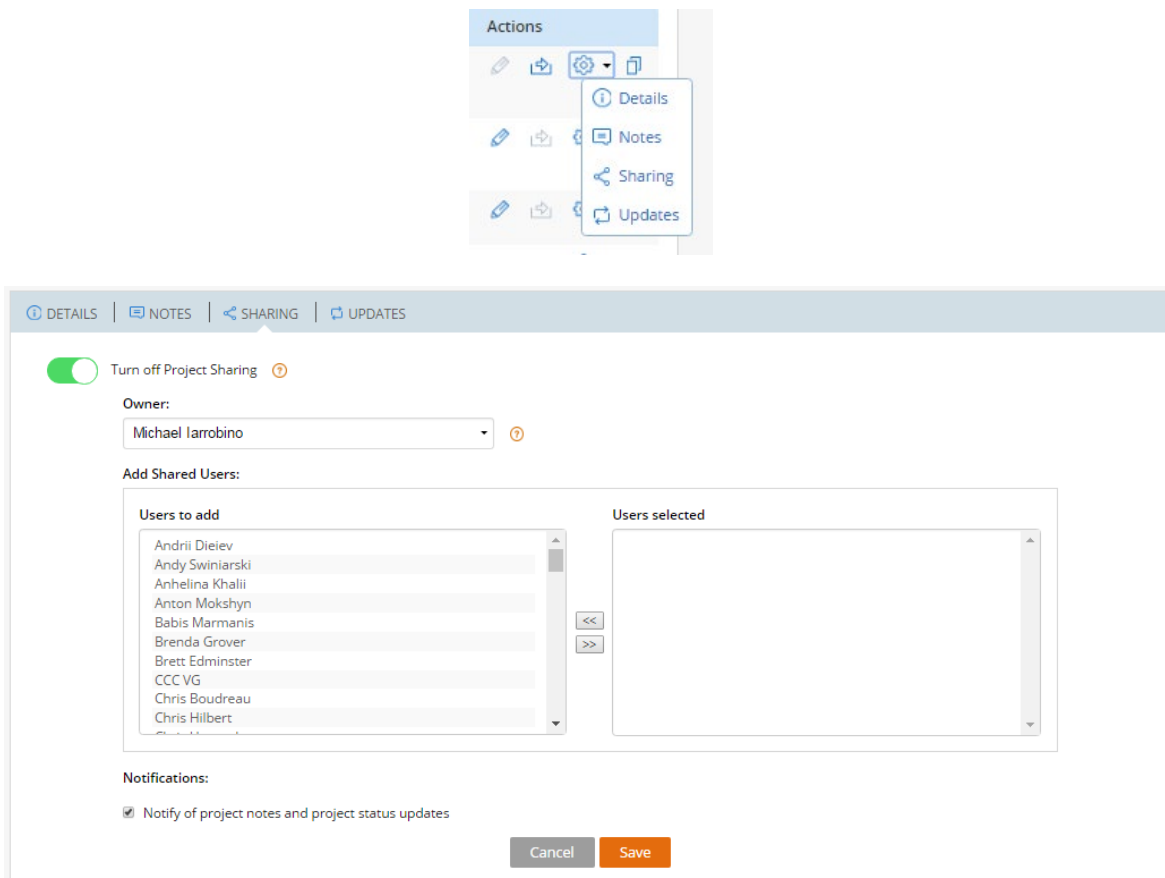 Actions
Details
Notes
Sharing
Updates
DETAILS NOTES SHARING UPDATES
Turn off Project Sharing ?
Owner:
Michael Iarrobino ?
Add Shared Users:
Users to add Users selected
Andrii Dieiev
Andy Swiniarski
Anhelina Khalii
Anton Mokshyn
Babis Marmanis
Brenda Grover
Brett Edminster
CCC VG
Chris Boudreau
Chris Hilbert
<<
>>
Notifications:
Notify of project notes and project status updates
Cancel Save